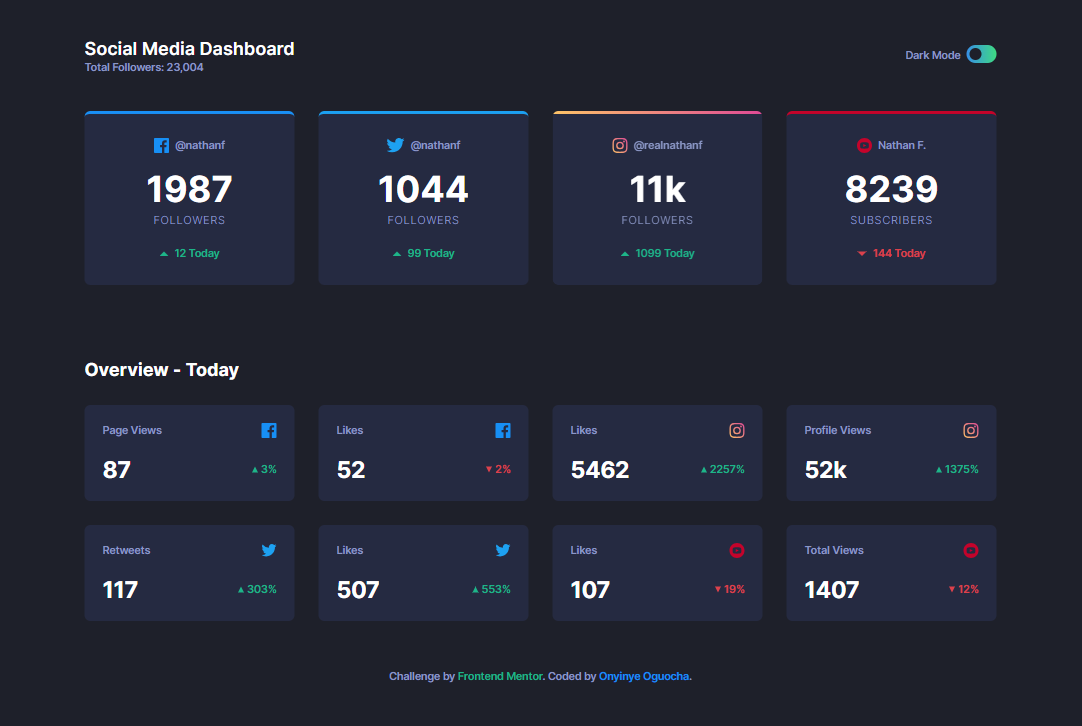 Social Media Dashboard
Total Followers: 23,004
Dark Mode
@nathanf
1987
FOLLOWERS
12 Today
@nathanf
1044
FOLLOWERS
99 Today
@realnathanf
11k
FOLLOWERS
1099 Today
Nathan F.
8239
SUBSCRIBERS
144 Today
Overview - Today
Page Views
87
3%
Likes
52
2%
Likes
5462
2257%
Profile Views
52k
1375%
Retweets
117
303%
Likes
507
553%
Likes
107
19%
Total Views
1407
12%
Challenge by Frontend Mentor. Coded by Onyinye Oguocha.